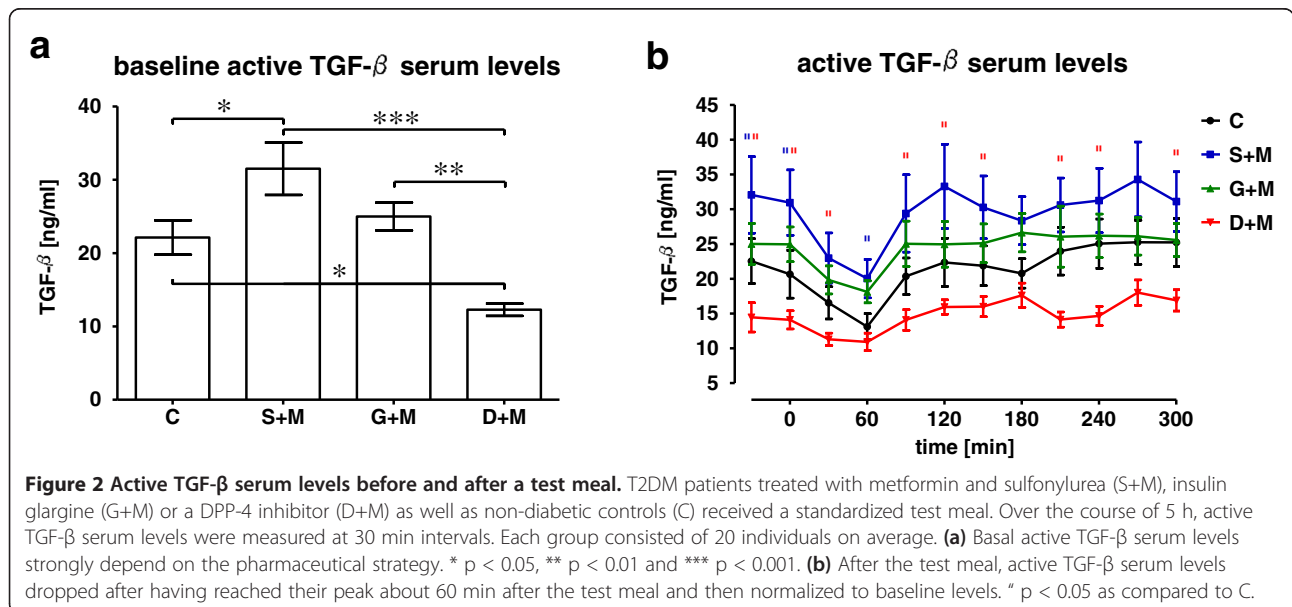 a
baseline active TGF-β serum levels
TGF-β [ng/ml]
40
30
20
10
0
*
***
**
*
C S+M G+M D+M
b
active TGF-β serum levels
TGF-β [ng/ml]
45
40
35
30
25
20
15
10
5
" " " " " " " " " " " "
0 60 120 180 240 300
time [min]
C
S+M
G+M
D+M
Figure 2 Active TGF-β serum levels before and after a test meal. T2DM patients treated with metformin and sulfonylurea (S+M), insulin
glargine (G+M) or a DPP-4 inhibitor (D+M) as well as non-diabetic controls (C) received a standardized test meal. Over the course of 5 h, active
TGF-β serum levels were measured at 30 min intervals. Each group consisted of 20 individuals on average. (a) Basal active TGF-β serum levels
strongly depend on the pharmaceutical strategy. * p < 0.05, ** p < 0.01 and *** p < 0.001. (b) After the test meal, active TGF-β serum levels
dropped after having reached their peak about 60 min after the test meal and then normalized to baseline levels. " p < 0.05 as compared to C.